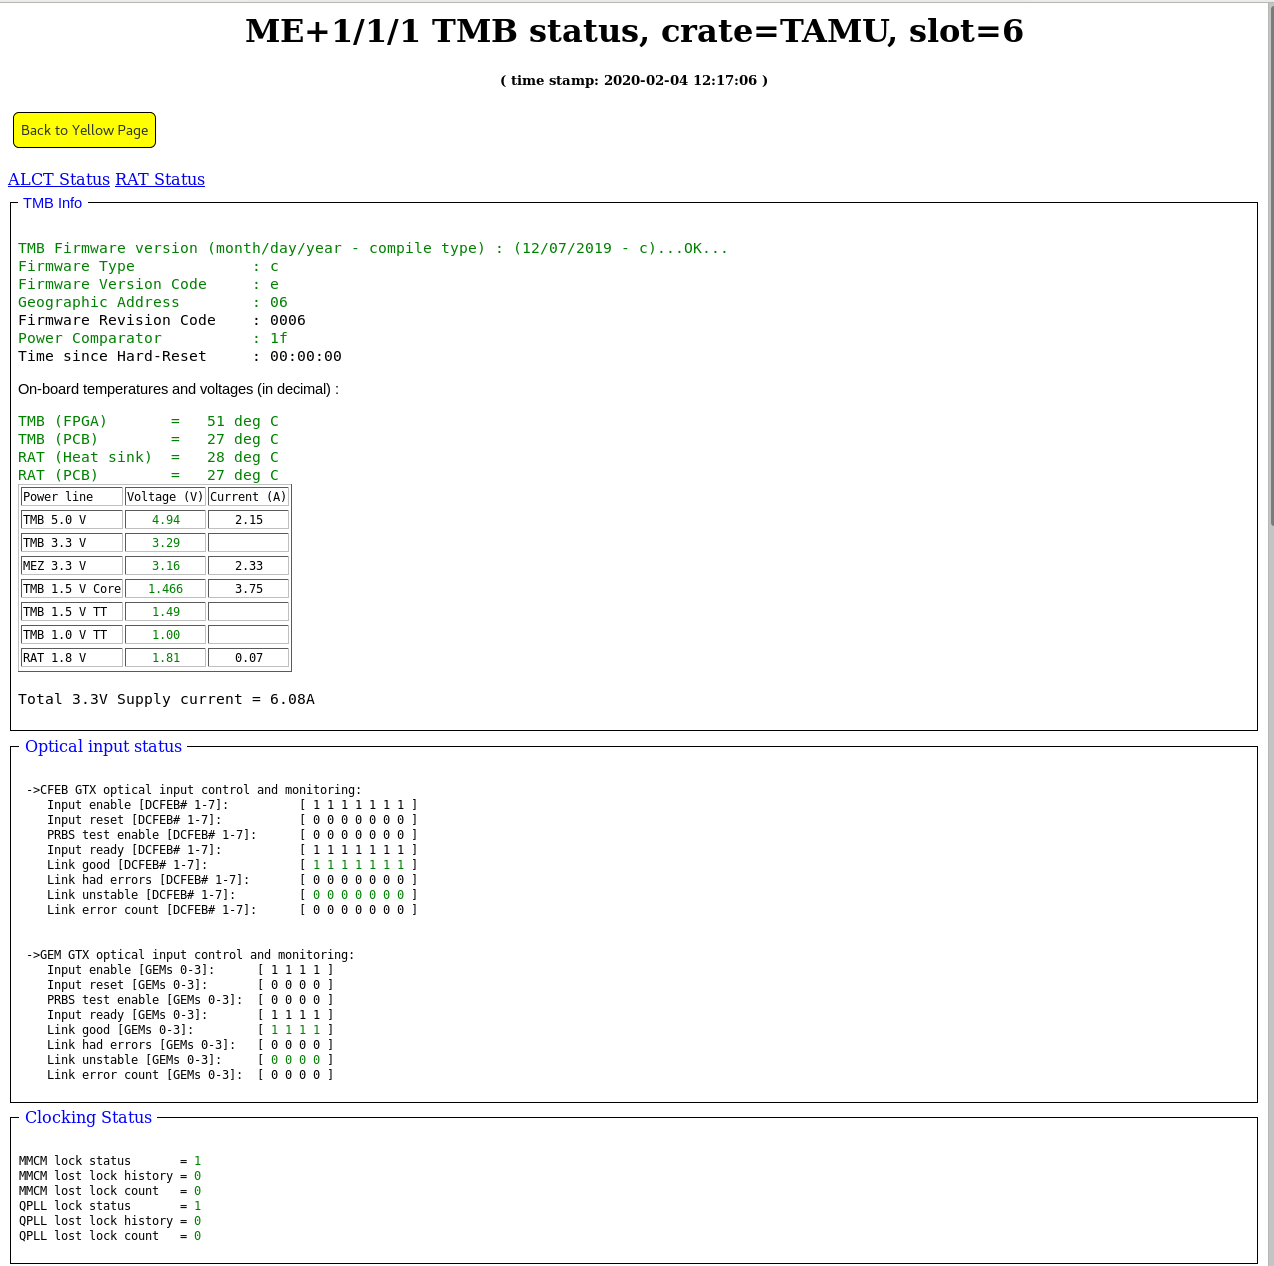 ME+1/1/1 TMB status, crate=TAMU, slot=6
( time stamp: 2020-02-04 12:17:06 )
Back to Yellow Page
ALCT Status RAT Status
TMB Info
TMB Firmware version (month/day/year - compile type) : (12/07/2019 - c)...OK...
Firmware Type : c
Firmware Version Code : e
Geographic Address : 06
Firmware Revision Code : 0006
Power Comparator : 1f
Time since Hard-Reset : 00:00:00
On-board temperatures and voltages (in decimal) :
TMB (FPGA) = 51 deg C
TMB (PCB) = 27 deg C
RAT (Heat sink) = 28 deg C
RAT (PCB) = 27 deg C
Power line Voltage (V) Current (A)
TMB 5.0 V 4.94 2.15
TMB 3.3 V 3.29
MEZ 3.3 V 3.16 2.33
TMB 1.5 V Core 1.466 3.75
TMB 1.5 V TT 1.49
TMB 1.0 V TT 1.00
RAT 1.8 V 1.81 0.07
Total 3.3V Supply current = 6.08A
Optical input status
->CFEB GTX optical input control and monitoring:
Input enable [DCFEB# 1-7]: [ 1 1 1 1 1 1 1 ]
Input reset [DCFEB# 1-7]: [ 0 0 0 0 0 0 0 ]
PRBS test enable [DCFEB# 1-7]: [ 0 0 0 0 0 0 0 ]
Input ready [DCFEB# 1-7]: [ 1 1 1 1 1 1 1 ]
Link good [DCFEB# 1-7]: [ 1 1 1 1 1 1 1 ]
Link had errors [DCFEB# 1-7]: [ 0 0 0 0 0 0 0 ]
Link unstable [DCFEB# 1-7]: [ 0 0 0 0 0 0 0 ]
Link error count [DCFEB# 1-7]: [ 0 0 0 0 0 0 0 ]
->GEM GTX optical input control and monitoring:
Input enable [GEMs 0-3]: [ 1 1 1 1 ]
Input reset [GEMs 0-3]: [ 0 0 0 0 ]
PRBS test enable [GEMs 0-3]: [ 0 0 0 0 ]
Input ready [GEMs 0-3]: [ 1 1 1 1 ]
Link good [GEMs 0-3]: [ 1 1 1 1 ]
Link had errors [GEMs 0-3]: [ 0 0 0 0 ]
Link unstable [GEMs 0-3]: [ 0 0 0 0 ]
Link error count [GEMs 0-3]: [ 0 0 0 0 ]
Clocking Status
MMCM lock status = 1
MMCM lost lock history = 0
MMCM lost lock count = 0
QPLL lock status = 1
QPLL lost lock history = 0
QPLL lost lock count = 0